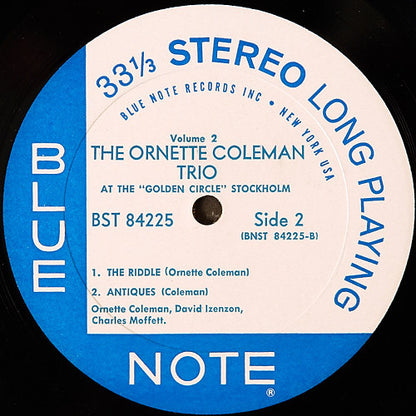 33 1/3 STEREO LONG PLAYING
BLUE NOTE RECORDS INC • NEW YORK USA
Volume 2
THE ORNETTE COLEMAN
TRIO
AT THE "GOLDEN CIRCLE" STOCKHOLM
BST 84225
Side 2
(BNST 84225-B)
1. THE RIDDLE (Ornette Coleman)
2. ANTIQUES (Coleman)
Ornette Coleman, David Izenzon,
Charles Moffett.
BLUE
NOTE
®